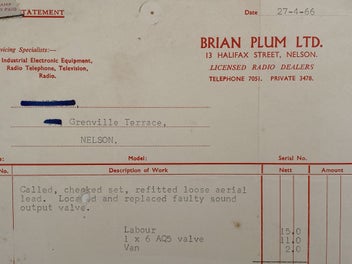 STAMP
PAID
STATEMENT
Date 27-4-66
Servicing Specialists:—
Industrial Electronic Equipment,
Radio Telephone, Television,
Radio.
BRIAN PLUM LTD.
13 HALIFAX STREET, NELSON.
LICENSED RADIO DEALERS
TELEPHONE 7051. PRIVATE 3478.
Grenville Terrace,
NELSON.
Model: Serial No.
Description of Work Nett Amount
Called, checked set, refitted loose aerial
lead. Located and replaced faulty sound
output valve.
Labour 15.0
1 x 6 AQ5 valve 11.0
Van 2.0